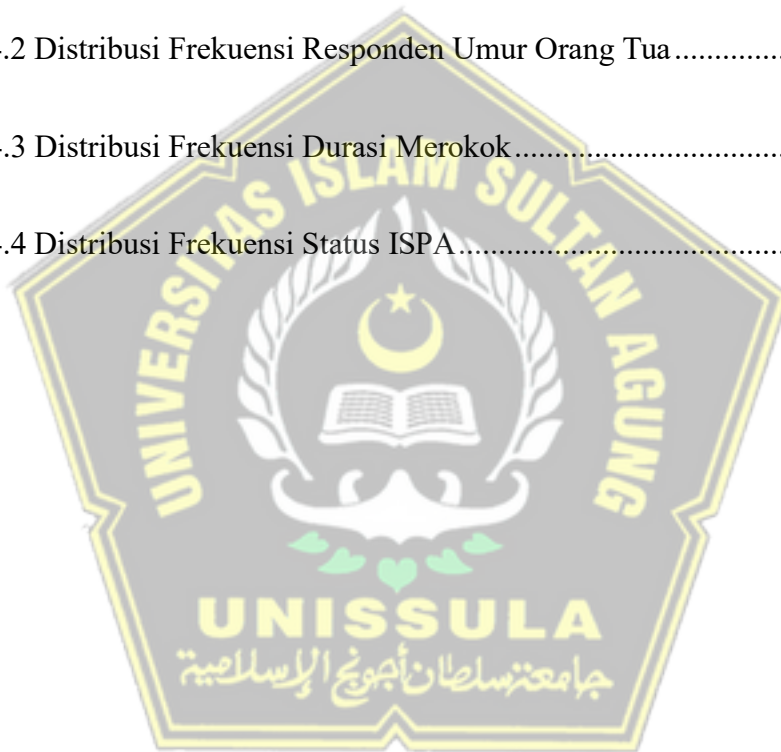 .2 Distribusi Frekuensi Responden Umur Orang Tua ..............
.3 Distribusi Frekuensi Durasi Merokok ..................................
.4 Distribusi Frekuensi Status ISPA .........................................
UNIVERSITAS ISLAM SULTAN AGUNG
UNISSULA
جامعة سلطان أجونج الإسلامية